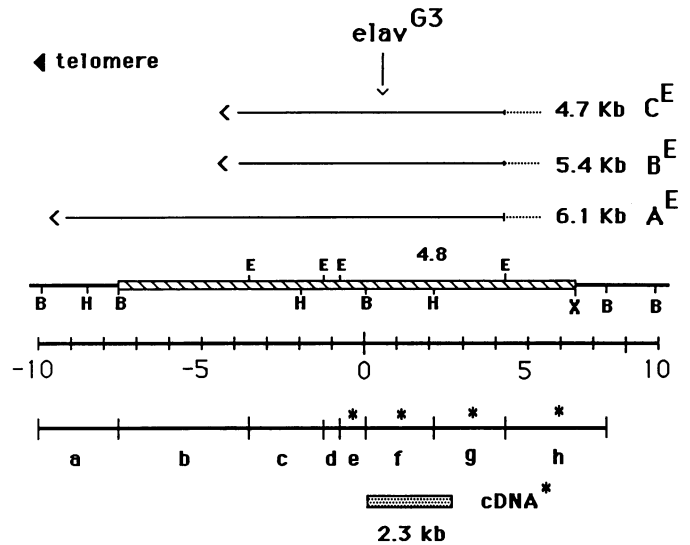 elav^G3
◀ telomere
4.7 Kb C^E
5.4 Kb B^E
6.1 Kb A^E
4.8
E E E E
B H B H B H X B B
-10 -5 0 5 10
* * * *
a b c d e f g h
cDNA*
2.3 kb